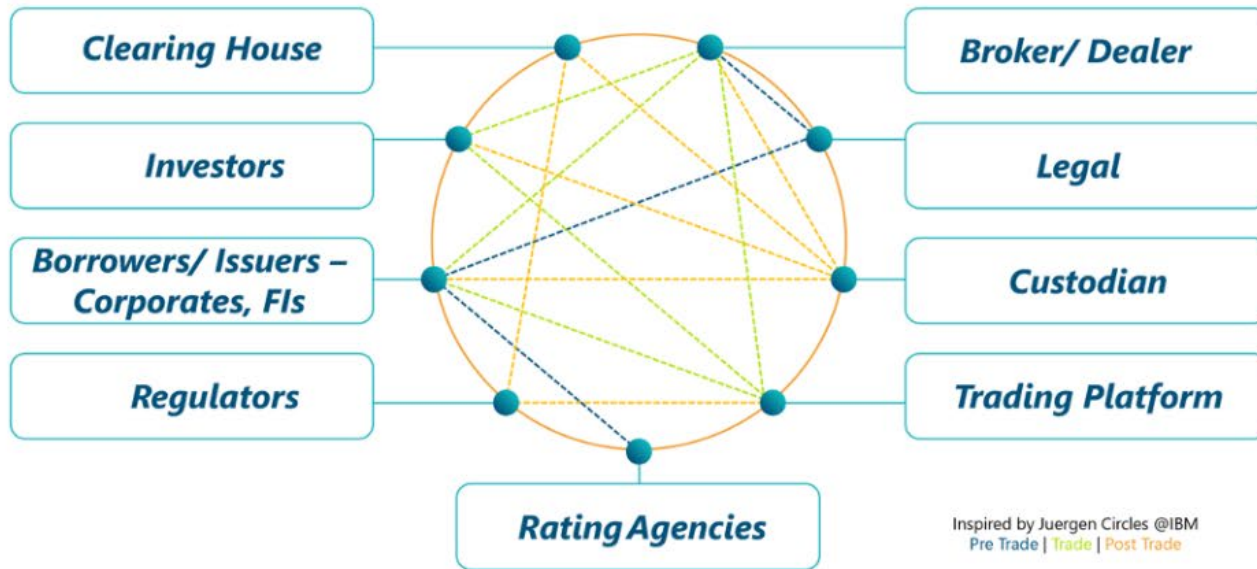 Clearing House
Broker/ Dealer
Investors
Legal
Borrowers/ Issuers –
Corporates, FIs
Custodian
Regulators
Trading Platform
Rating Agencies
Inspired by Juergen Circles @IBM
Pre Trade | Trade | Post Trade